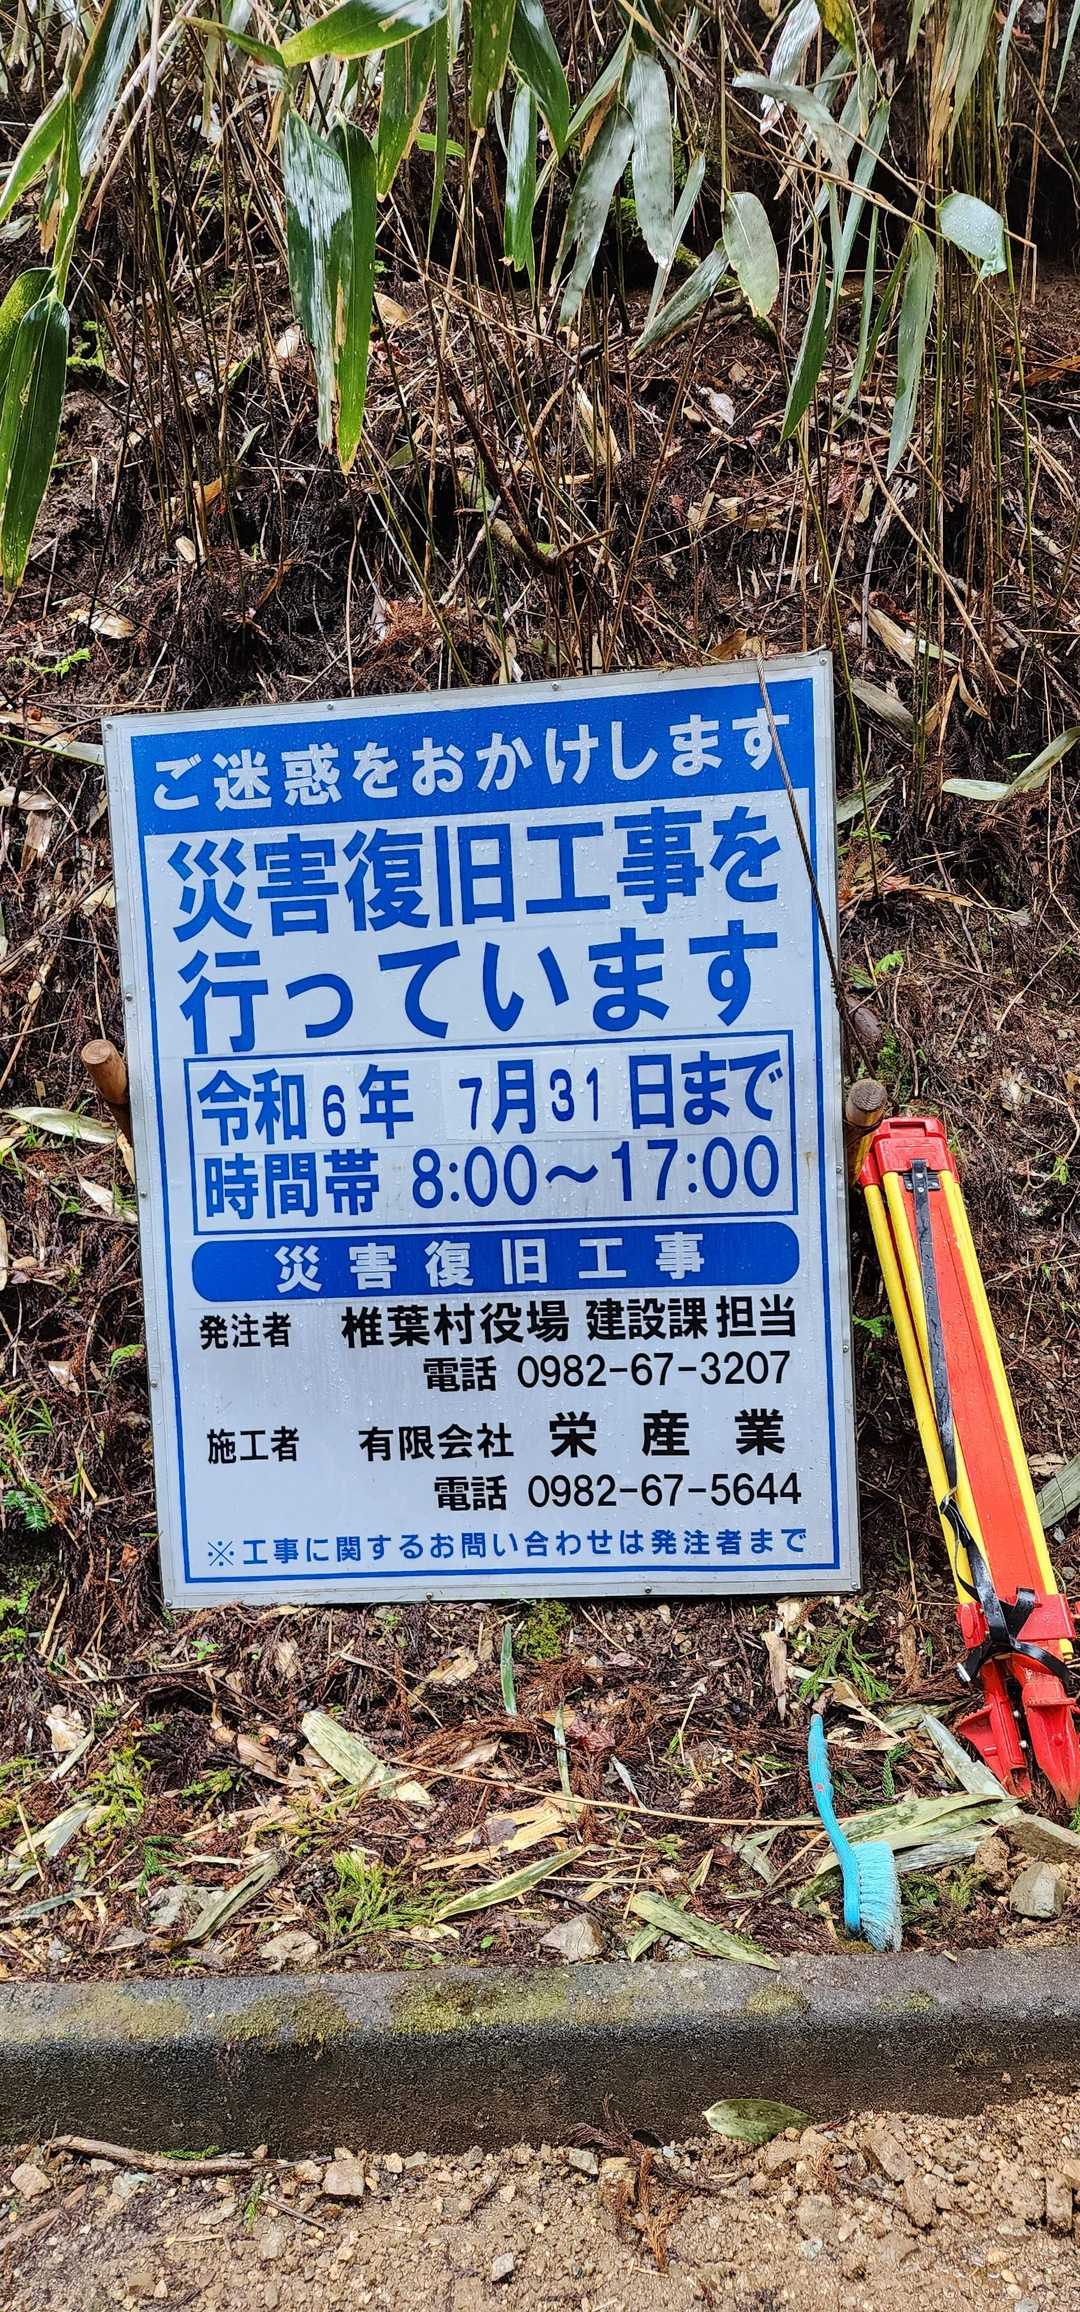 ご迷惑をおかけします
災害復旧工事を
行っています
令和6年 7月31日まで
時間帯 8:00〜17:00
災害復旧工事
発注者 椎葉村役場 建設課 担当
電話 0982-67-3207
施工者 有限会社 栄産業
電話 0982-67-5644
※工事に関するお問い合わせは発注者まで